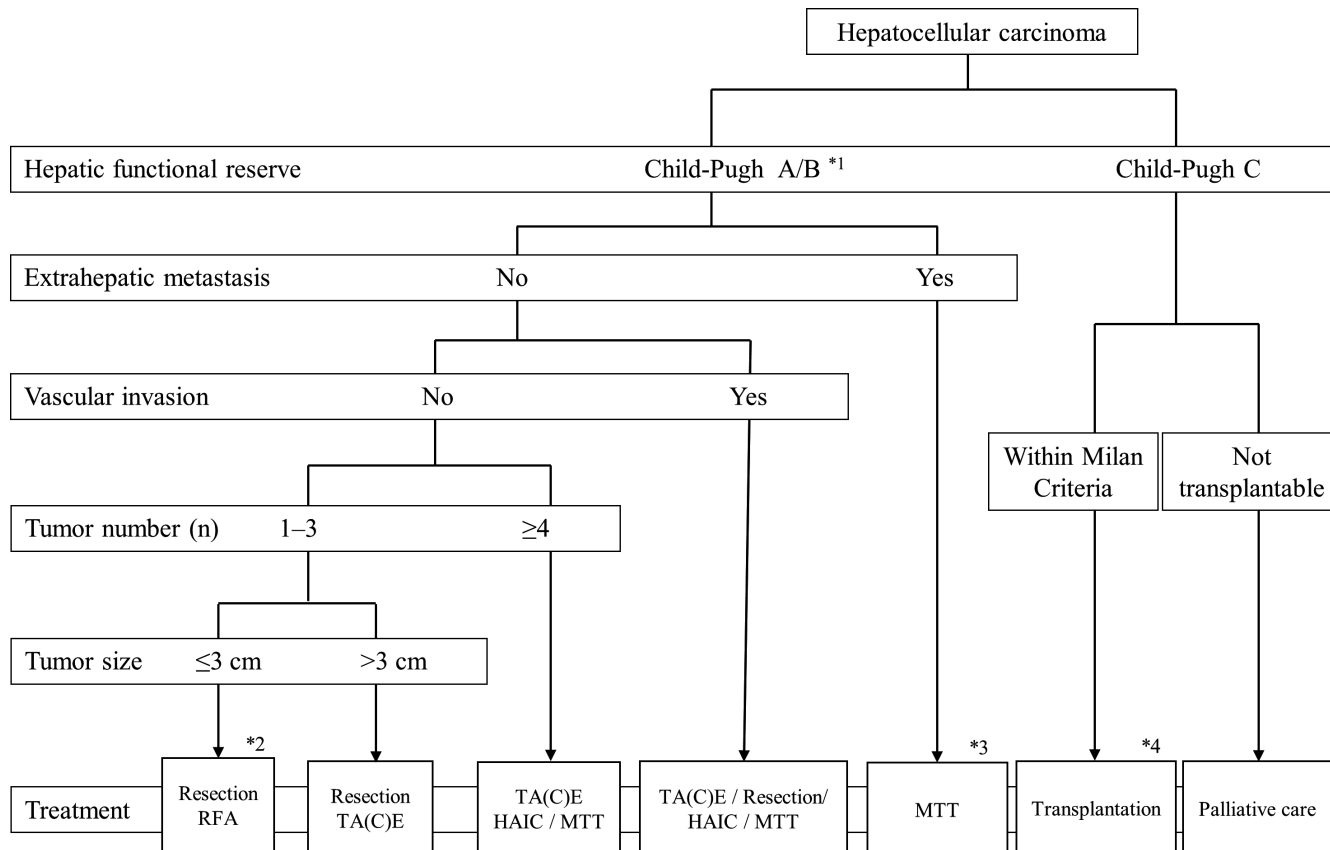 Hepatocellular carcinoma
Hepatic functional reserve Child-Pugh A/B *1 Child-Pugh C
Extrahepatic metastasis No Yes
Vascular invasion No Yes
Within Milan
Criteria
Not
transplantable
Tumor number (n) 1–3 ≥4
Tumor size ≤3 cm >3 cm
*2 *3 *4
Treatment
Resection
RFA
Resection
TA(C)E
TA(C)E
HAIC / MTT
TA(C)E / Resection/
HAIC / MTT
MTT
Transplantation
Palliative care